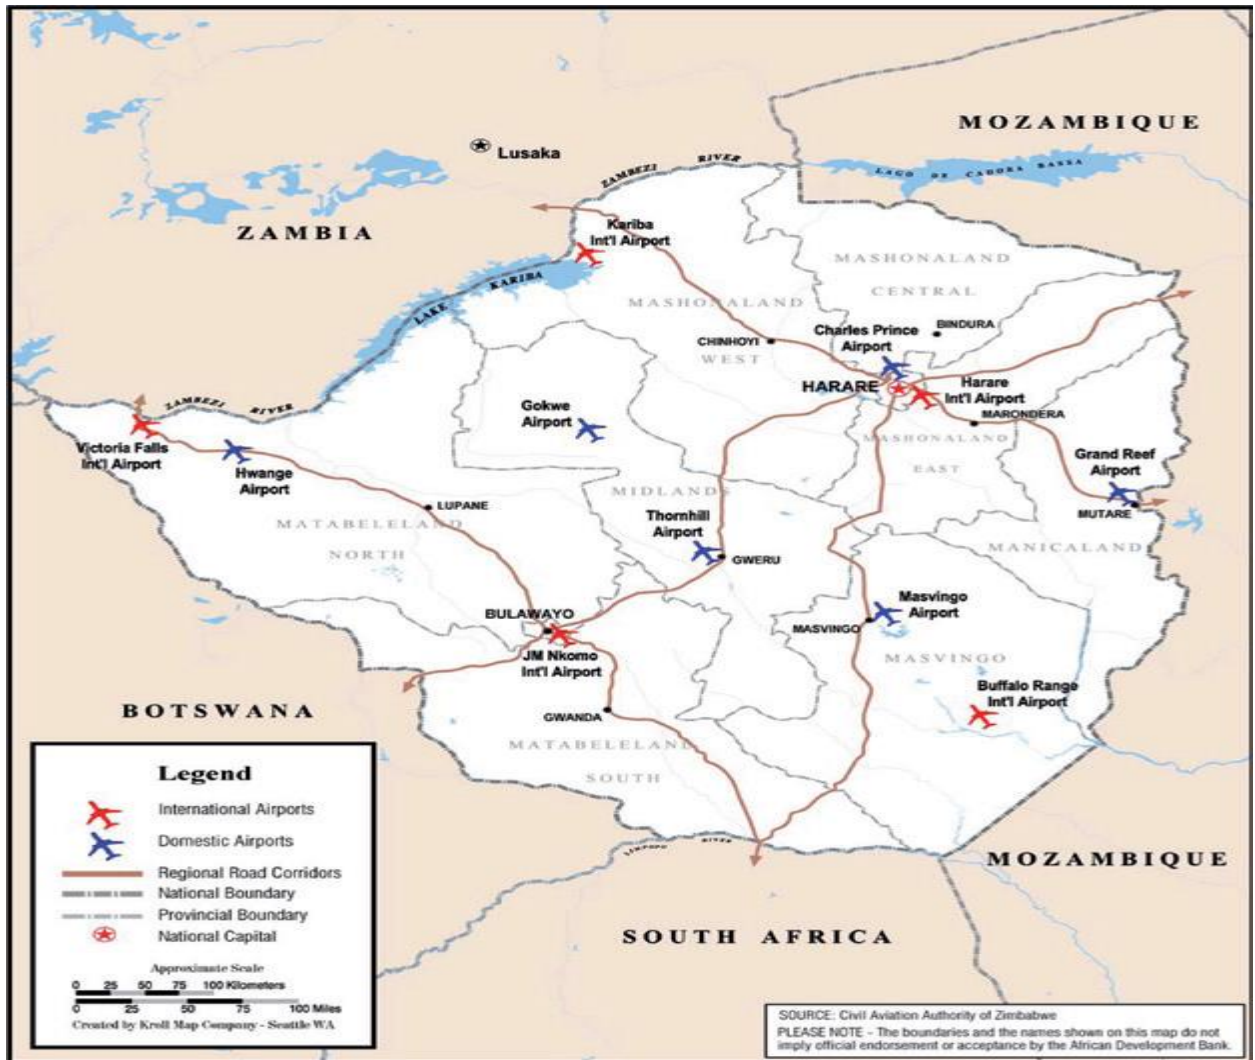 MOZAMBIQUE
Lusaka
ZAMBEZI RIVER
LAGO DE CADORA BASSA
ZAMBIA
Kariba
Int'l Airport
LAKE KARIBA
MASHONALAND
CENTRAL
MASHONALAND
WEST
CHINHOYI
Charles Prince
Airport
BINDURA
HARARE
Harare
Int'l Airport
MARONDERA
MASHONALAND
EAST
ZAMBEZI RIVER
Victoria Falls
Int'l Airport
Hwange
Airport
Gokwe
Airport
Grand Reef
Airport
MUTARE
LUPANE
MATABELELAND
NORTH
MIDLANDS
Thornhill
Airport
GWERU
MANICALAND
BULAWAYO
JM Nkomo
Int'l Airport
Masvingo
Airport
MASVINGO
MASVINGO
Buffalo Range
Int'l Airport
BOTSWANA
GWANDA
MATABELELAND
SOUTH
LIMPOPO RIVER
MOZAMBIQUE
SOUTH AFRICA
Legend
International Airports
Domestic Airports
Regional Road Corridors
National Boundary
Provincial Boundary
National Capital
Approximate Scale
0 25 50 75 100 Kilometers
0 25 50 75 100 Miles
Created by Kroll Map Company - Seattle WA
SOURCE: Civil Aviation Authority of Zimbabwe
PLEASE NOTE - The boundaries and the names shown on this map do not
imply official endorsement or acceptance by the African Development Bank.